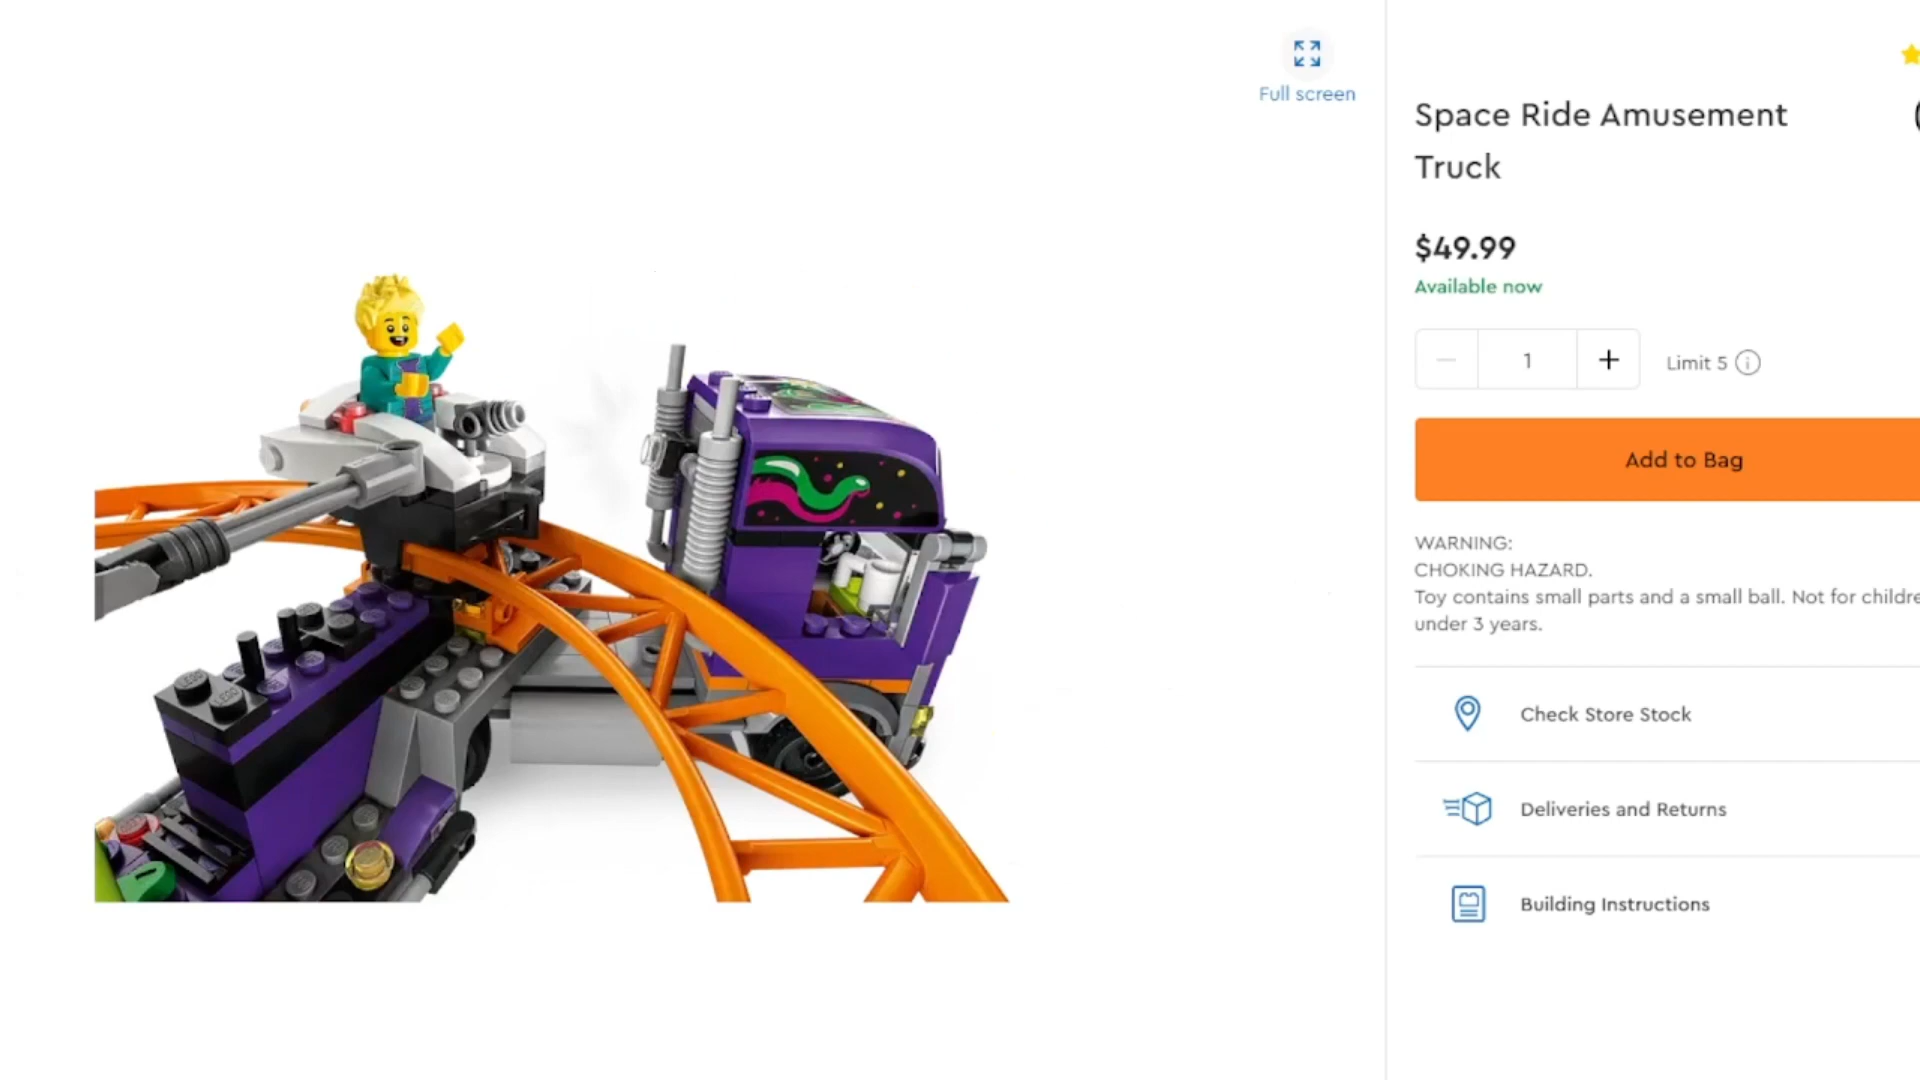 Full screen
Space Ride Amusement
Truck
$49.99
Available now
1
Limit 5
Add to Bag
WARNING:
CHOKING HAZARD.
Toy contains small parts and a small ball. Not for childre
under 3 years.
Check Store Stock
Deliveries and Returns
Building Instructions